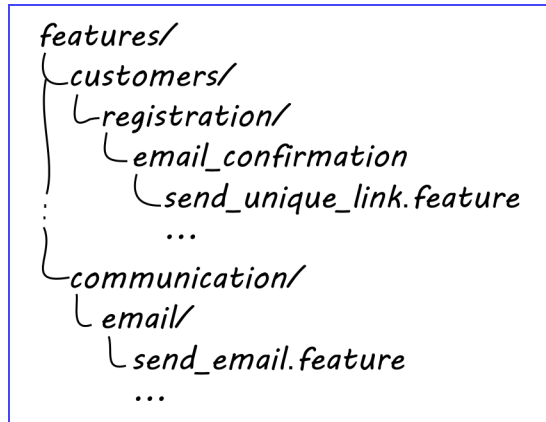 features/
customers/
registration/
email_confirmation
send_unique_link.feature
...
communication/
email/
send_email.feature
...